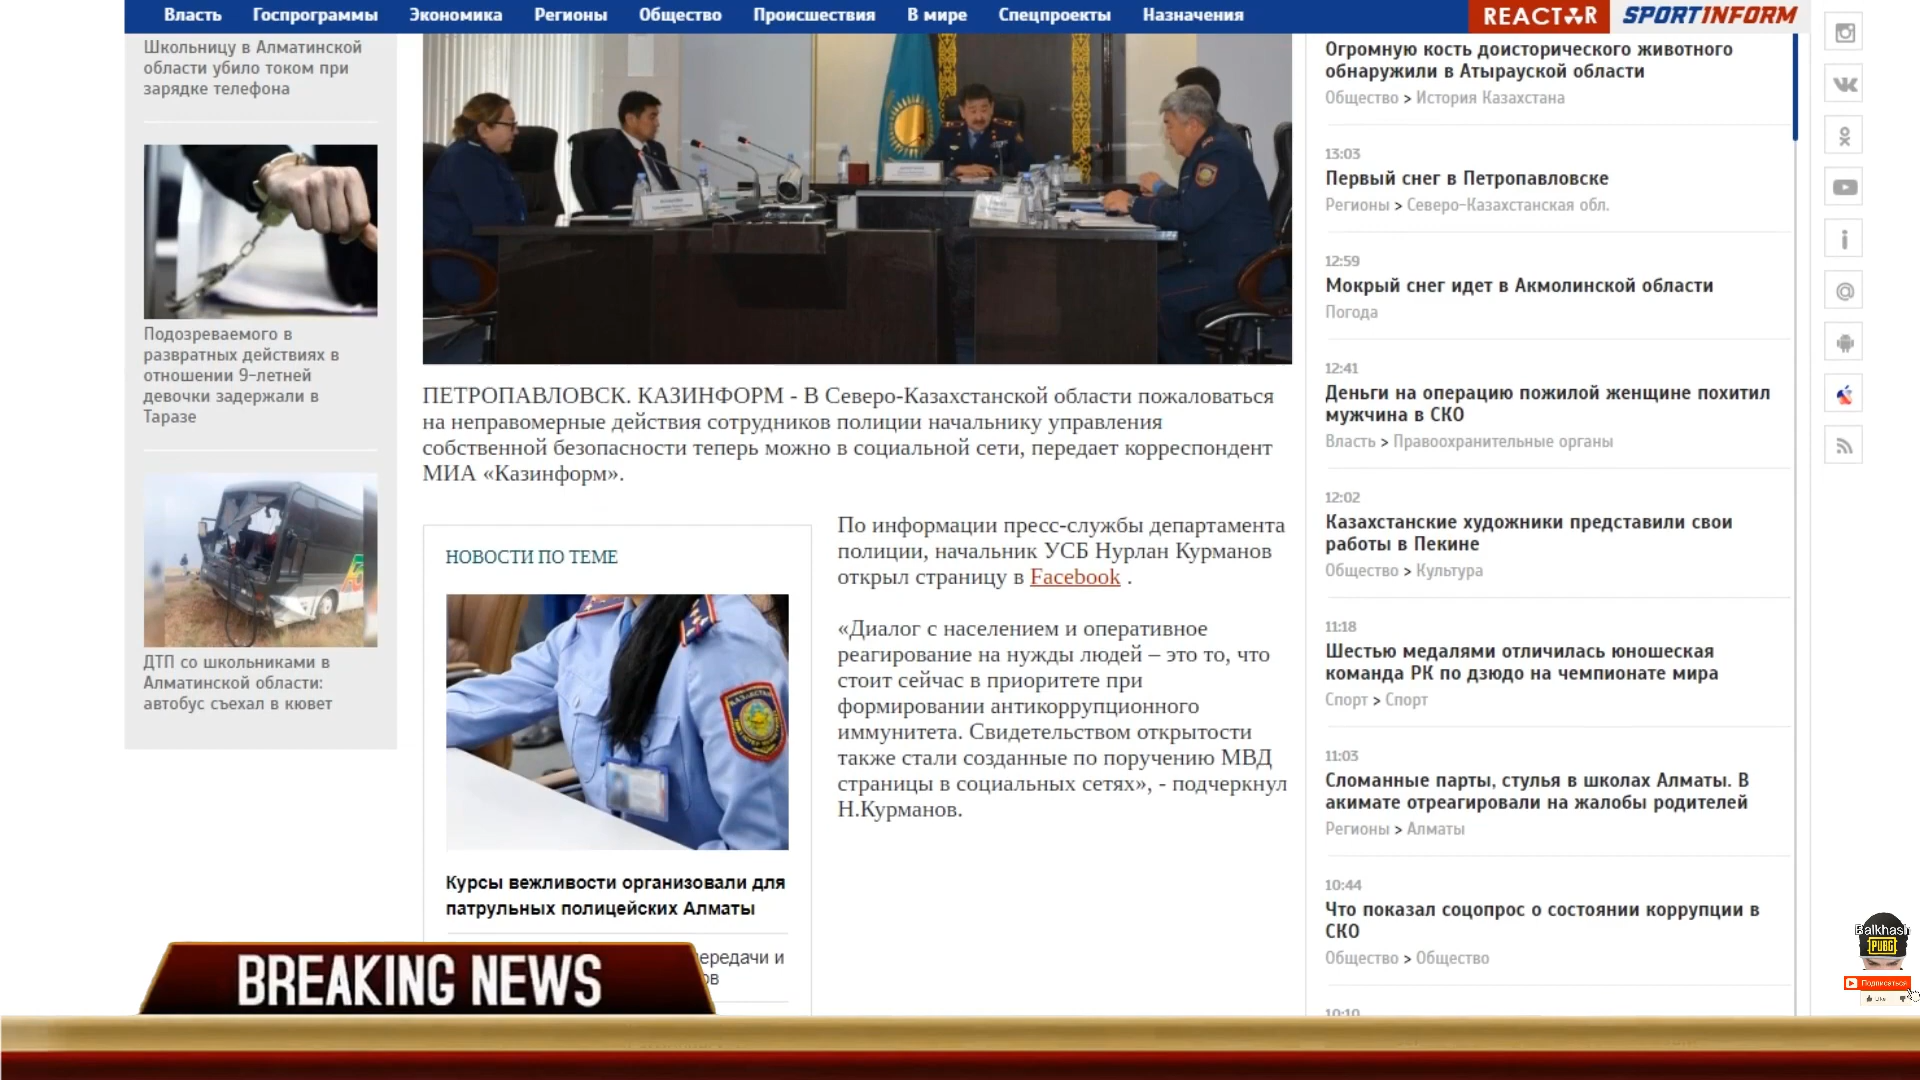 Власть Госпрограммы Экономика Регионы Общество Происшествия В мире Спецпроекты Назначения REACTOR SPORTINFORM
Школьницу в Алматинской
области убило током при
зарядке телефона
Подозреваемого в
развратных действиях в
отношении 9-летней
девочки задержали в
Таразе
ДТП со школьниками в
Алматинской области:
автобус съехал в кювет
ПЕТРОПАВЛОВСК. КАЗИНФОРМ - В Северо-Казахстанской области пожаловаться
на неправомерные действия сотрудников полиции начальнику управления
собственной безопасности теперь можно в социальной сети, передает корреспондент
МИА «Казинформ».
НОВОСТИ ПО ТЕМЕ
КАЗАХСТАН
Курсы вежливости организовали для
патрульных полицейских Алматы
ередачи и
ов
По информации пресс-службы департамента
полиции, начальник УСБ Нурлан Курманов
открыл страницу в Facebook .
«Диалог с населением и оперативное
реагирование на нужды людей – это то, что
стоит сейчас в приоритете при
формировании антикоррупционного
иммунитета. Свидетельством открытости
также стали созданные по поручению МВД
страницы в социальных сетях», - подчеркнул
Н.Курманов.
Огромную кость доисторического животного
обнаружили в Атырауской области
Общество > История Казахстана
13:03
Первый снег в Петропавловске
Регионы > Северо-Казахстанская обл.
12:59
Мокрый снег идет в Акмолинской области
Погода
12:41
Деньги на операцию пожилой женщине похитил
мужчина в СКО
Власть > Правоохранительные органы
12:02
Казахстанские художники представили свои
работы в Пекине
Общество > Культура
11:18
Шестью медалями отличилась юношеская
команда РК по дзюдо на чемпионате мира
Спорт > Спорт
11:03
Сломанные парты, стулья в школах Алматы. В
акимате отреагировали на жалобы родителей
Регионы > Алматы
10:44
Что показал соцопрос о состоянии коррупции в
СКО
Общество > Общество
10:10
BREAKING NEWS
Balkhash
PUBG
Подписаться
Like